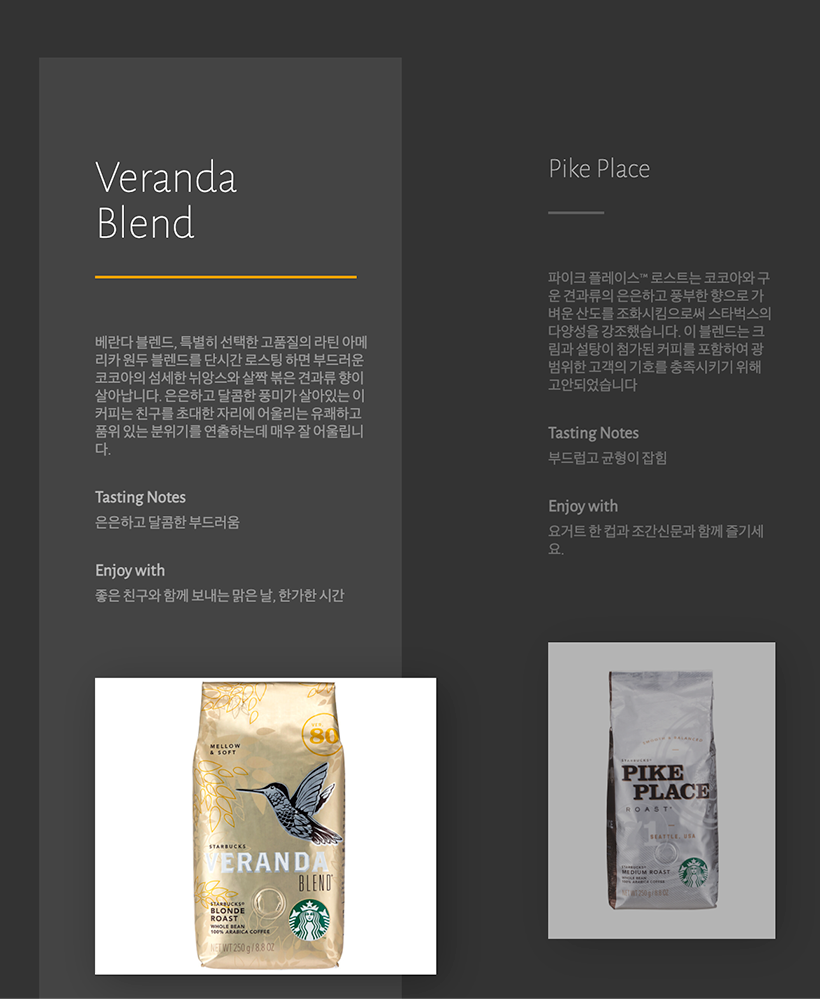 Veranda
Blend
베란다 블렌드, 특별히 선택한 고품질의 라틴 아메
리카 원두 블렌드를 단시간 로스팅 하면 부드러운
코코아의 섬세한 뉘앙스와 살짝 볶은 견과류 향이
살아납니다. 은은하고 달콤한 풍미가 살아있는 이
커피는 친구를 초대한 자리에 어울리는 유쾌하고
품위 있는 분위기를 연출하는데 매우 잘 어울립니
다.
Tasting Notes
은은하고 달콤한 부드러움
Enjoy with
좋은 친구와 함께 보내는 맑은 날, 한가한 시간
80
MELLOW
& SOFT
STARBUCKS
VERANDA
BLEND
STARBUCKS®
BLONDE
ROAST
WHOLE BEAN
100% ARABICA COFFEE
NET WT 250 g / 8.8 OZ
Pike Place
파이크 플레이스™ 로스트는 코코아와 구
운 견과류의 은은하고 풍부한 향으로 가
벼운 산도를 조화시킴으로써 스타벅스의
다양성을 강조했습니다. 이 블렌드는 크
림과 설탕이 첨가된 커피를 포함하여 광
범위한 고객의 기호를 충족시키기 위해
고안되었습니다
Tasting Notes
부드럽고 균형이 잡힘
Enjoy with
요거트 한 컵과 조간신문과 함께 즐기세
요.
STARBUCKS®
PIKE
PLACE
ROAST
SEATTLE, USA
STARBUCKS®
MEDIUM ROAST
WHOLE BEAN
100% ARABICA COFFEE
NET WT 250 g / 8.8 OZ